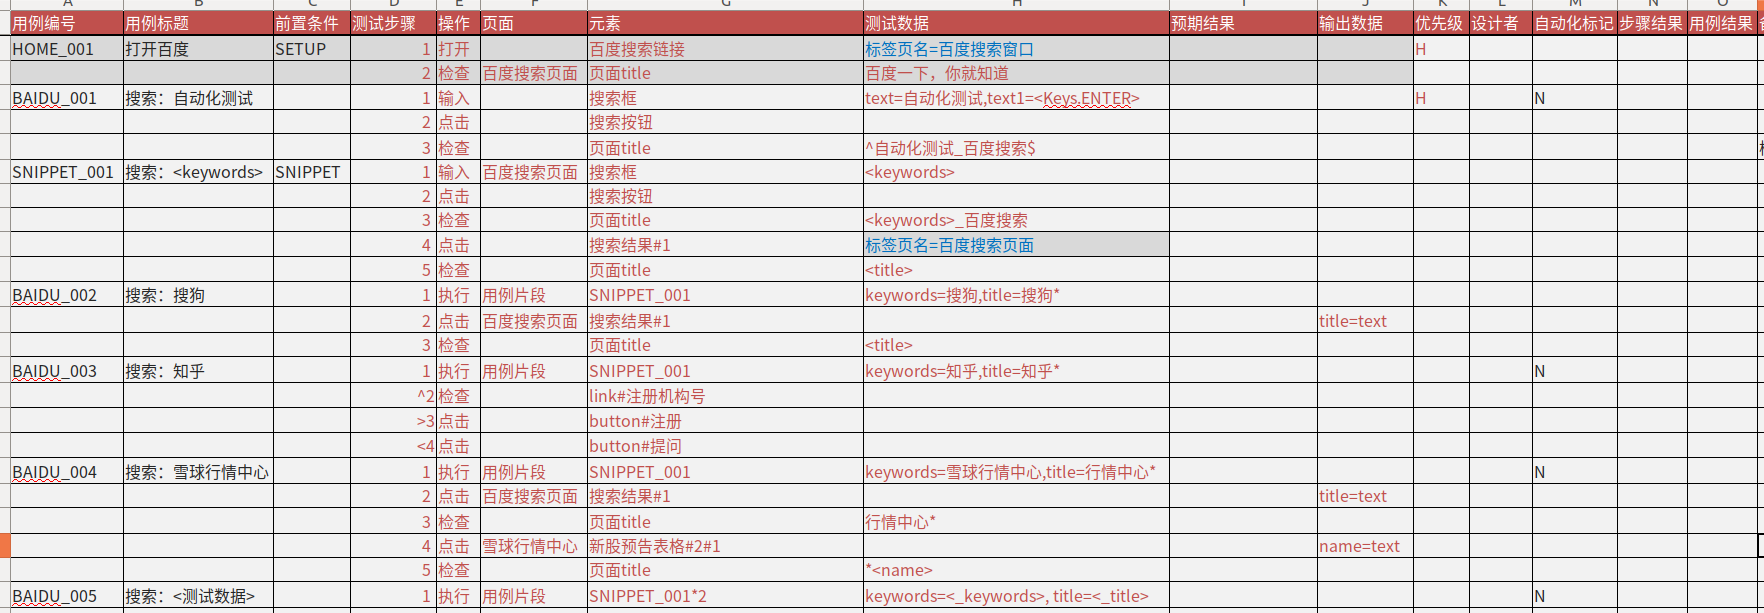 A B C D E F G H I J K L M N O
用例编号 用例标题 前置条件 测试步骤 操作 页面 元素 测试数据 预期结果 输出数据 优先级 设计者 自动化标记 步骤结果 用例结果
HOME_001 打开百度 SETUP 1 打开 百度搜索链接 标签页名=百度搜索窗口 H
2 检查 百度搜索页面 页面title 百度一下，你就知道
BAIDU_001 搜索：自动化测试 1 输入 搜索框 text=自动化测试,text1=<Keys.ENTER> H N
2 点击 搜索按钮
3 检查 页面title ^自动化测试_百度搜索$
SNIPPET_001 搜索：<keywords> SNIPPET 1 输入 百度搜索页面 搜索框 <keywords>
2 点击 搜索按钮
3 检查 页面title <keywords>_百度搜索
4 点击 搜索结果#1 标签页名=百度搜索页面
5 检查 页面title <title>
BAIDU_002 搜索：搜狗 1 执行 用例片段 SNIPPET_001 keywords=搜狗,title=搜狗*
2 点击 百度搜索页面 搜索结果#1 title=text
3 检查 页面title <title>
BAIDU_003 搜索：知乎 1 执行 用例片段 SNIPPET_001 keywords=知乎,title=知乎* N
^2 检查 link#注册机构号
>3 点击 button#注册
<4 点击 button#提问
BAIDU_004 搜索：雪球行情中心 1 执行 用例片段 SNIPPET_001 keywords=雪球行情中心,title=行情中心* N
2 点击 百度搜索页面 搜索结果#1 title=text
3 检查 页面title 行情中心*
4 点击 雪球行情中心 新股预告表格#2#1 name=text
5 检查 页面title *<name>
BAIDU_005 搜索：<测试数据> 1 执行 用例片段 SNIPPET_001*2 keywords=<_keywords>, title=<_title> N